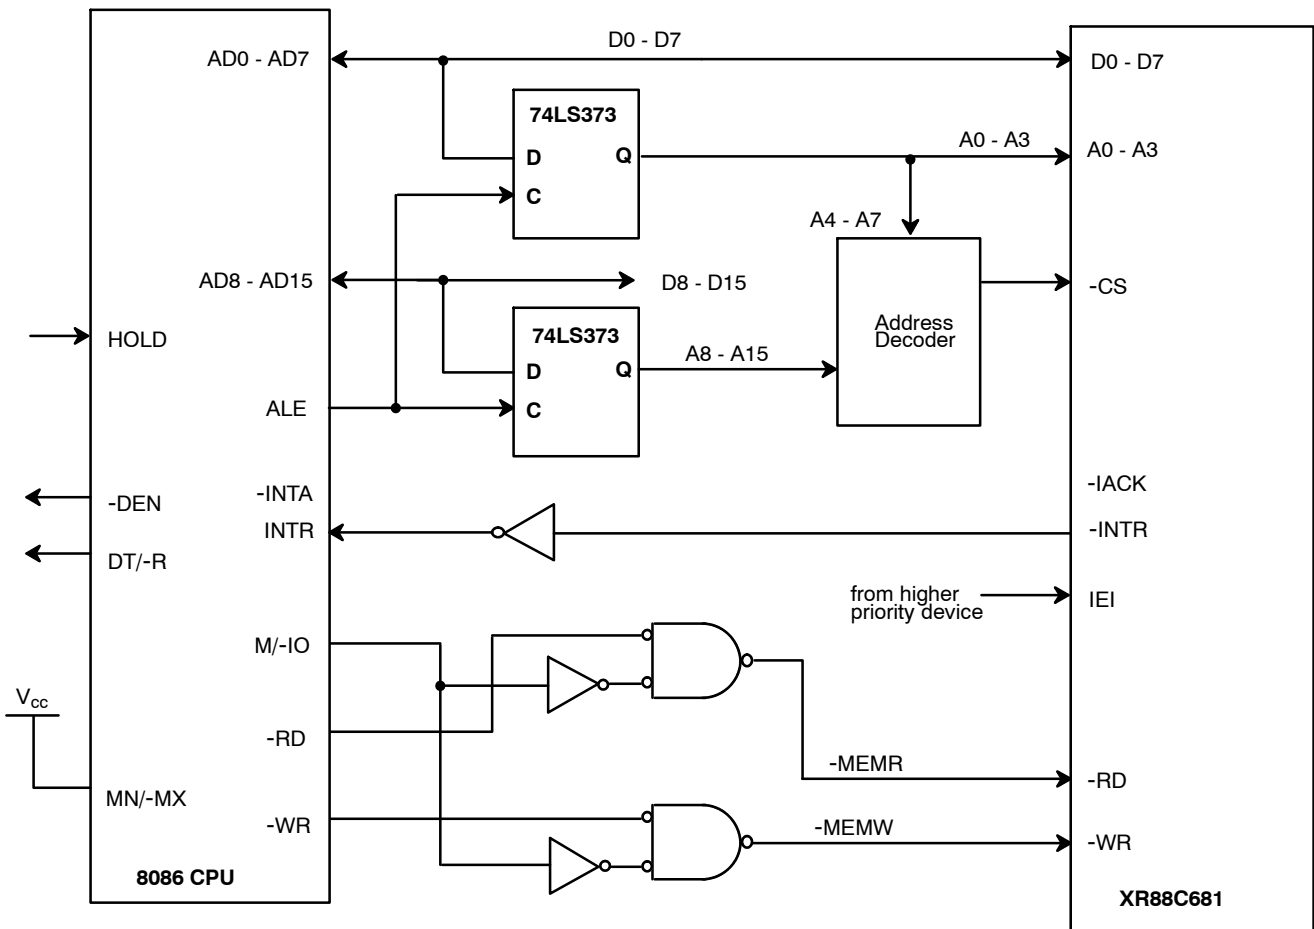 D0 - D7
AD0 - AD7
D0 - D7
74LS373
D
Q
C
A0 - A3
A0 - A3
A4 - A7
AD8 - AD15
D8 - D15
-CS
HOLD
74LS373
D
Q
C
A8 - A15
Address
Decoder
ALE
-DEN
-INTA
-IACK
INTR
-INTR
DT/-R
from higher
priority device
IEI
M/-IO
Vcc
-RD
-MEMR
-RD
MN/-MX
-WR
-MEMW
-WR
8086 CPU
XR88C681